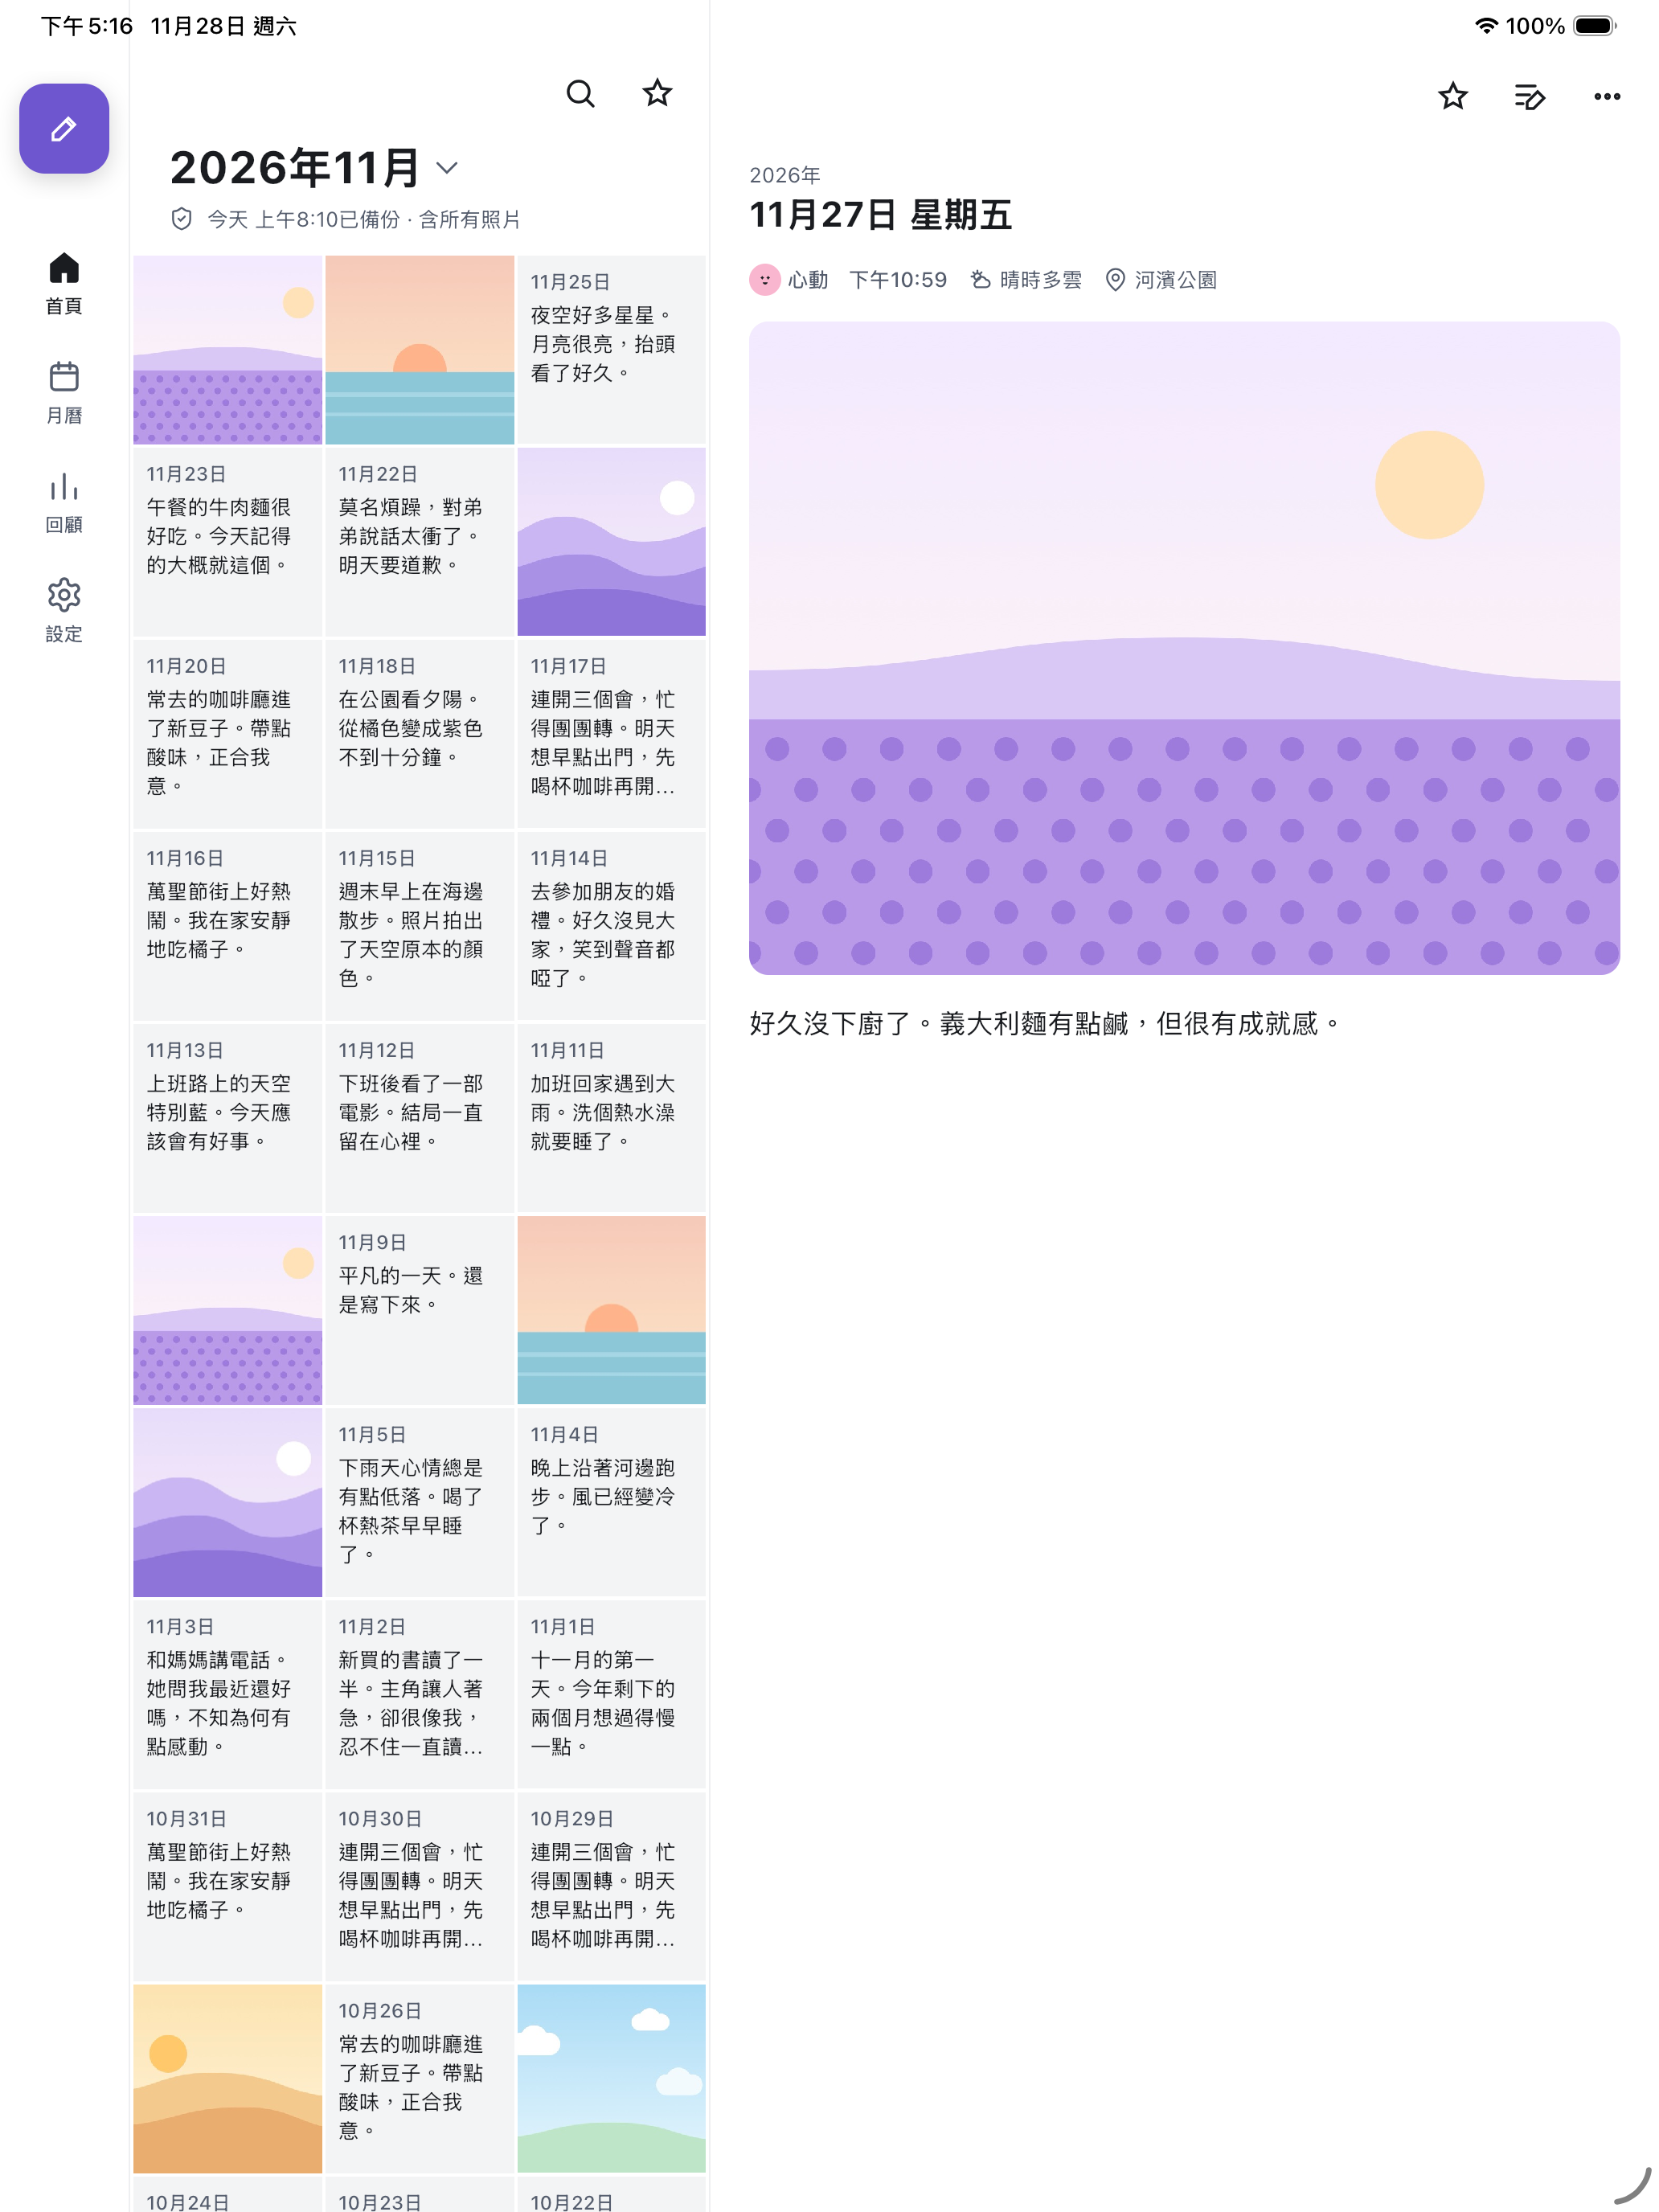 下午5:16 11月28日 週六
100%
首頁
月曆
回顧
設定
2026年11月
今天 上午8:10已備份 · 含所有照片
11月25日
夜空好多星星。
月亮很亮，抬頭
看了好久。
11月23日
午餐的牛肉麵很
好吃。今天記得
的大概就這個。
11月22日
莫名煩躁，對弟
弟說話太衝了。
明天要道歉。
11月20日
常去的咖啡廳進
了新豆子。帶點
酸味，正合我
意。
11月18日
在公園看夕陽。
從橘色變成紫色
不到十分鐘。
11月17日
連開三個會，忙
得團團轉。明天
想早點出門，先
喝杯咖啡再開…
11月16日
萬聖節街上好熱
鬧。我在家安靜
地吃橘子。
11月15日
週末早上在海邊
散步。照片拍出
了天空原本的顏
色。
11月14日
去參加朋友的婚
禮。好久沒見大
家，笑到聲音都
啞了。
11月13日
上班路上的天空
特別藍。今天應
該會有好事。
11月12日
下班後看了一部
電影。結局一直
留在心裡。
11月11日
加班回家遇到大
雨。洗個熱水澡
就要睡了。
11月9日
平凡的一天。還
是寫下來。
11月5日
下雨天心情總是
有點低落。喝了
杯熱茶早早睡
了。
11月4日
晚上沿著河邊跑
步。風已經變冷
了。
11月3日
和媽媽講電話。
她問我最近還好
嗎，不知為何有
點感動。
11月2日
新買的書讀了一
半。主角讓人著
急，卻很像我，
忍不住一直讀…
11月1日
十一月的第一
天。今年剩下的
兩個月想過得慢
一點。
10月31日
萬聖節街上好熱
鬧。我在家安靜
地吃橘子。
10月30日
連開三個會，忙
得團團轉。明天
想早點出門，先
喝杯咖啡再開…
10月29日
連開三個會，忙
得團團轉。明天
想早點出門，先
喝杯咖啡再開…
10月26日
常去的咖啡廳進
了新豆子。帶點
酸味，正合我
意。
10月24日
10月23日
10月22日
2026年
11月27日 星期五
心動 下午10:59 晴時多雲 河濱公園
好久沒下廚了。義大利麵有點鹹，但很有成就感。